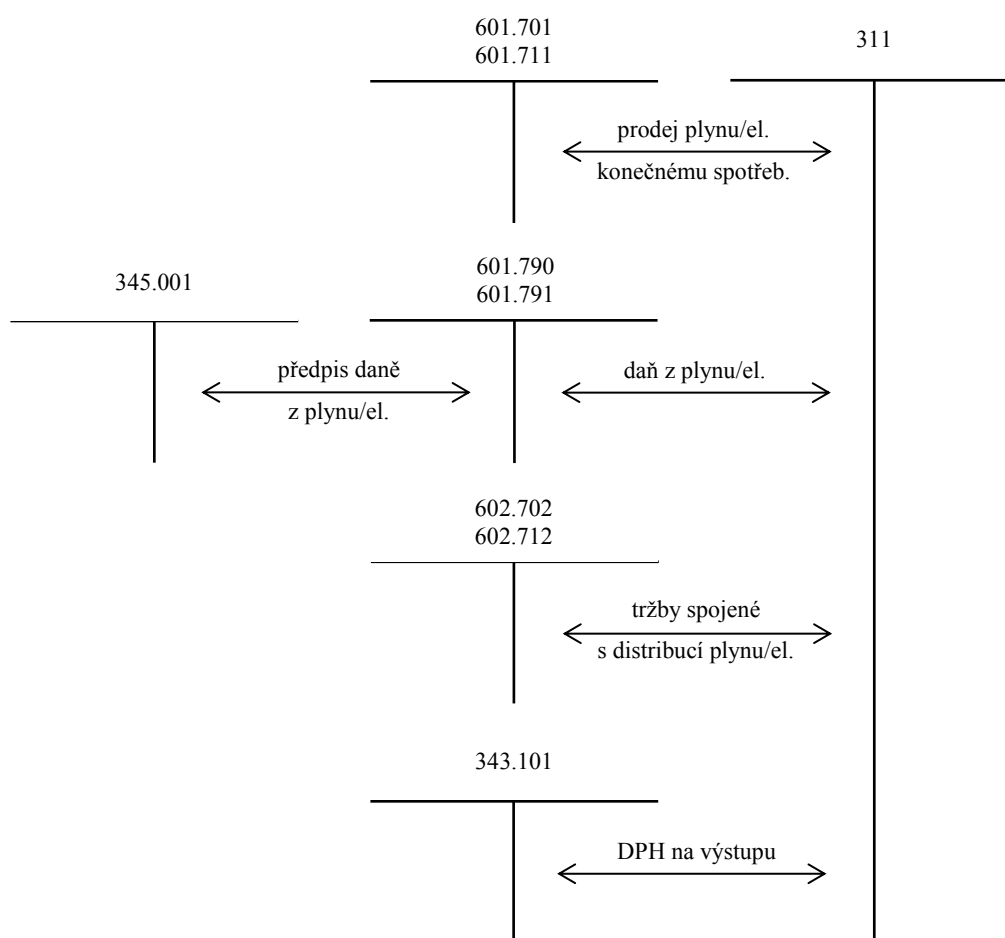 601.701
601.711
311
prodej plynu/el.
konečnému spotřeb.
345.001
601.790
601.791
předpis daně
z plynu/el.
daň z plynu/el.
602.702
602.712
tržby spojené
s distribucí plynu/el.
343.101
DPH na výstupu